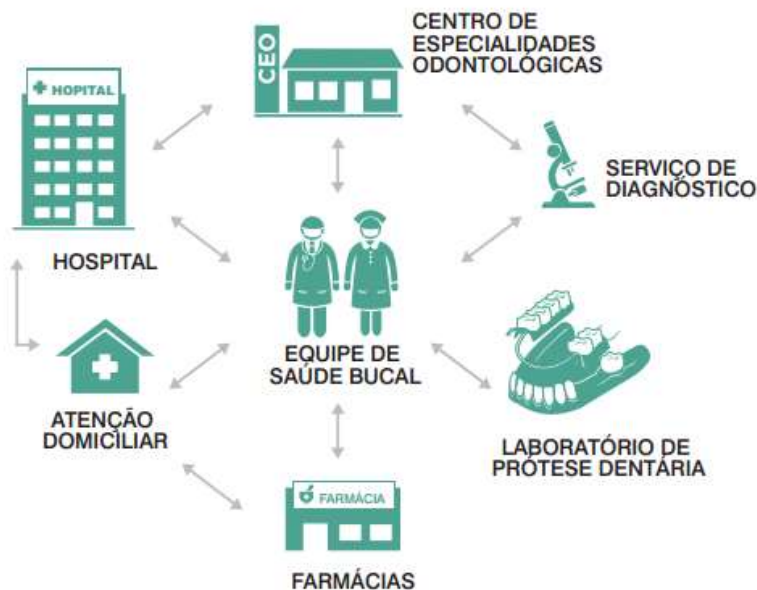 CENTRO DE
ESPECIALIDADES
ODONTOLÓGICAS
CEO
HOPITAL
SERVIÇO DE
DIAGNÓSTICO
HOSPITAL
EQUIPE DE
SAÚDE BUCAL
ATENÇÃO
DOMICILIAR
LABORATÓRIO DE
PRÓTESE DENTÁRIA
FARMÁCIA
FARMÁCIAS